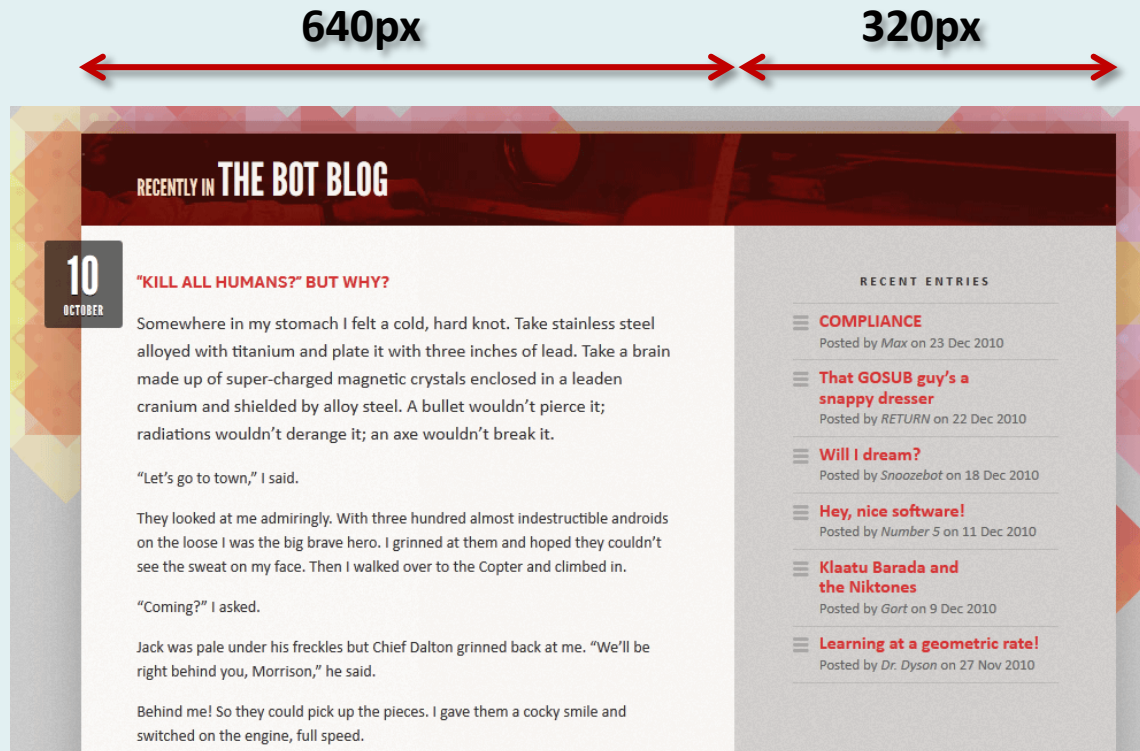 640px
320px
RECENTLY IN THE BOT BLOG
10
OCTOBER
“KILL ALL HUMANS?” BUT WHY?
Somewhere in my stomach I felt a cold, hard knot. Take stainless steel
alloyed with titanium and plate it with three inches of lead. Take a brain
made up of super-charged magnetic crystals enclosed in a leaden
cranium and shielded by alloy steel. A bullet wouldn’t pierce it;
radiations wouldn’t derange it; an axe wouldn’t break it.
“Let’s go to town,” I said.
They looked at me admiringly. With three hundred almost indestructible androids
on the loose I was the big brave hero. I grinned at them and hoped they couldn’t
see the sweat on my face. Then I walked over to the Copter and climbed in.
“Coming?” I asked.
Jack was pale under his freckles but Chief Dalton grinned back at me. “We’ll be
right behind you, Morrison,” he said.
Behind me! So they could pick up the pieces. I gave them a cocky smile and
switched on the engine, full speed.
RECENT ENTRIES
COMPLIANCE
Posted by Max on 23 Dec 2010
That GOSUB guy’s a
snappy dresser
Posted by RETURN on 22 Dec 2010
Will I dream?
Posted by Snoozebot on 18 Dec 2010
Hey, nice software!
Posted by Number 5 on 11 Dec 2010
Klaatu Barada and
the Niktones
Posted by Gort on 9 Dec 2010
Learning at a geometric rate!
Posted by Dr. Dyson on 27 Nov 2010